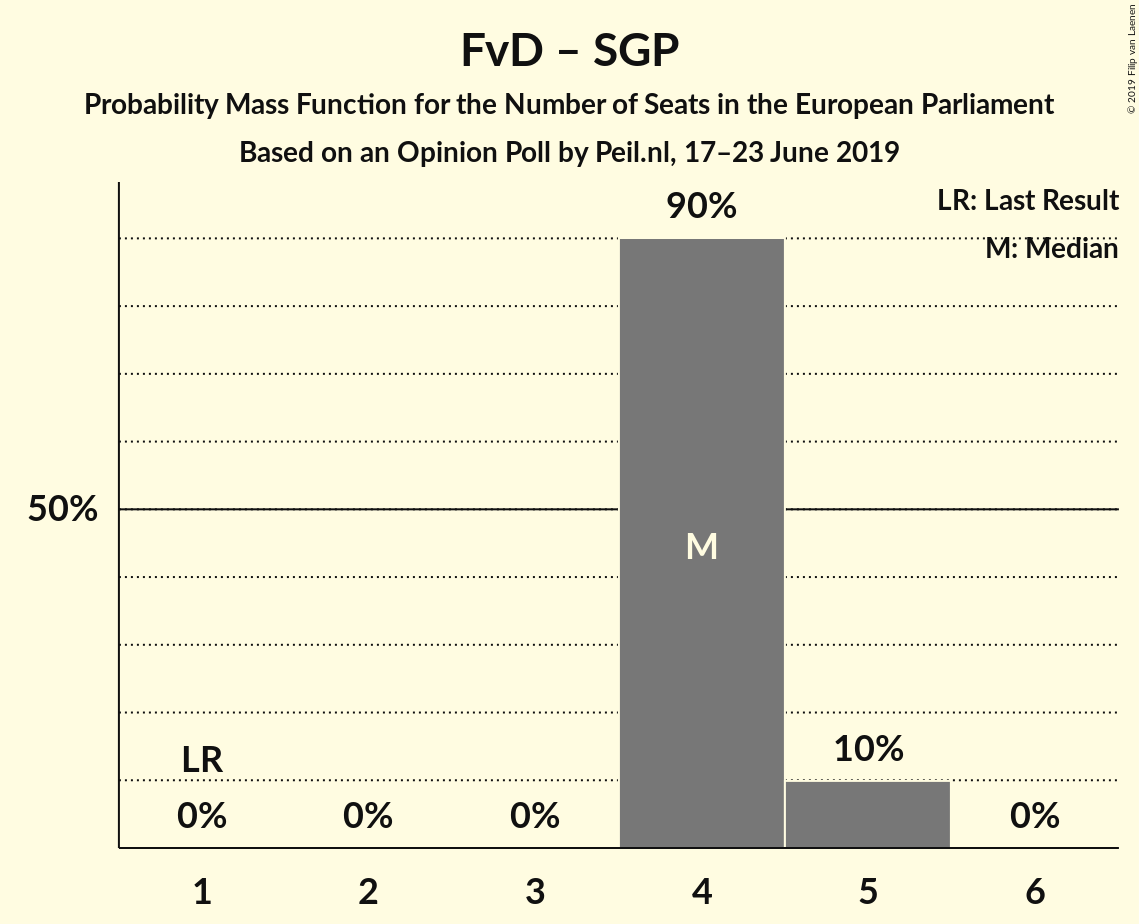 FvD – SGP
Probability Mass Function for the Number of Seats in the European Parliament
Based on an Opinion Poll by Peil.nl, 17–23 June 2019
© 2019 Filip van Laenen
LR: Last Result
M: Median
90%
50%
M
LR
10%
0%
0%
0%
0%
1
2
3
4
5
6